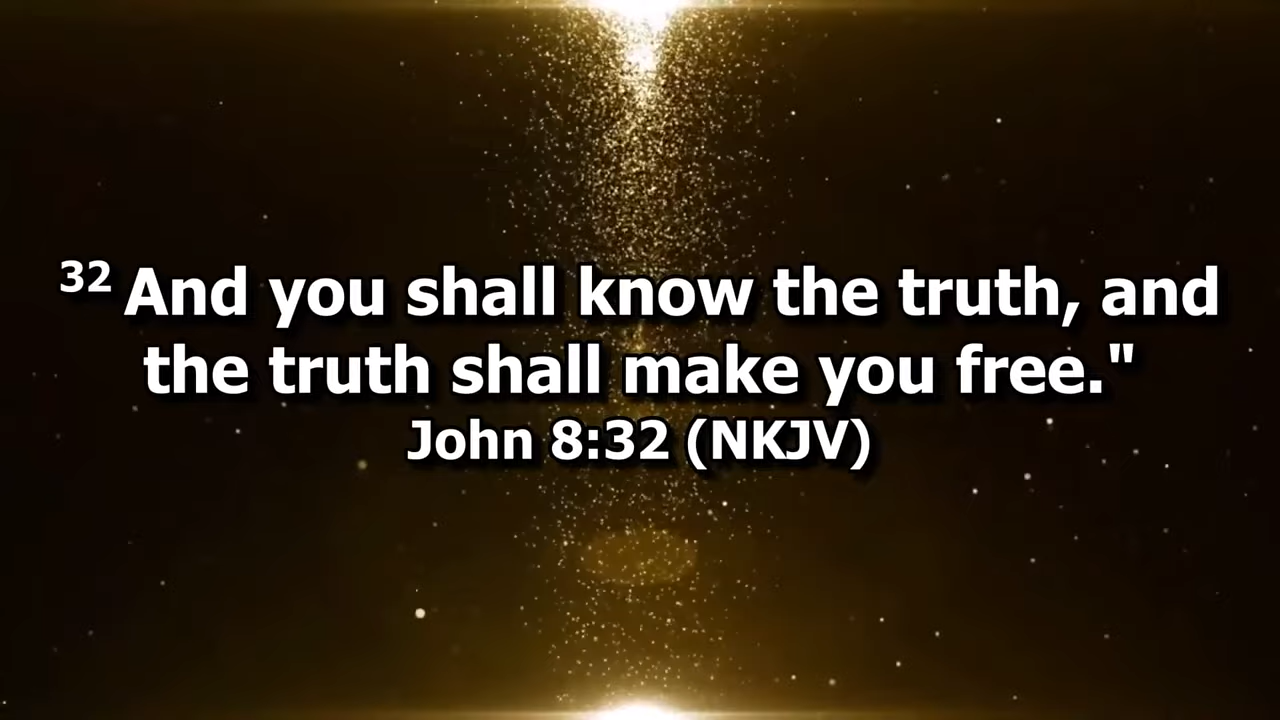 32 And you shall know the truth, and
the truth shall make you free."
John 8:32 (NKJV)